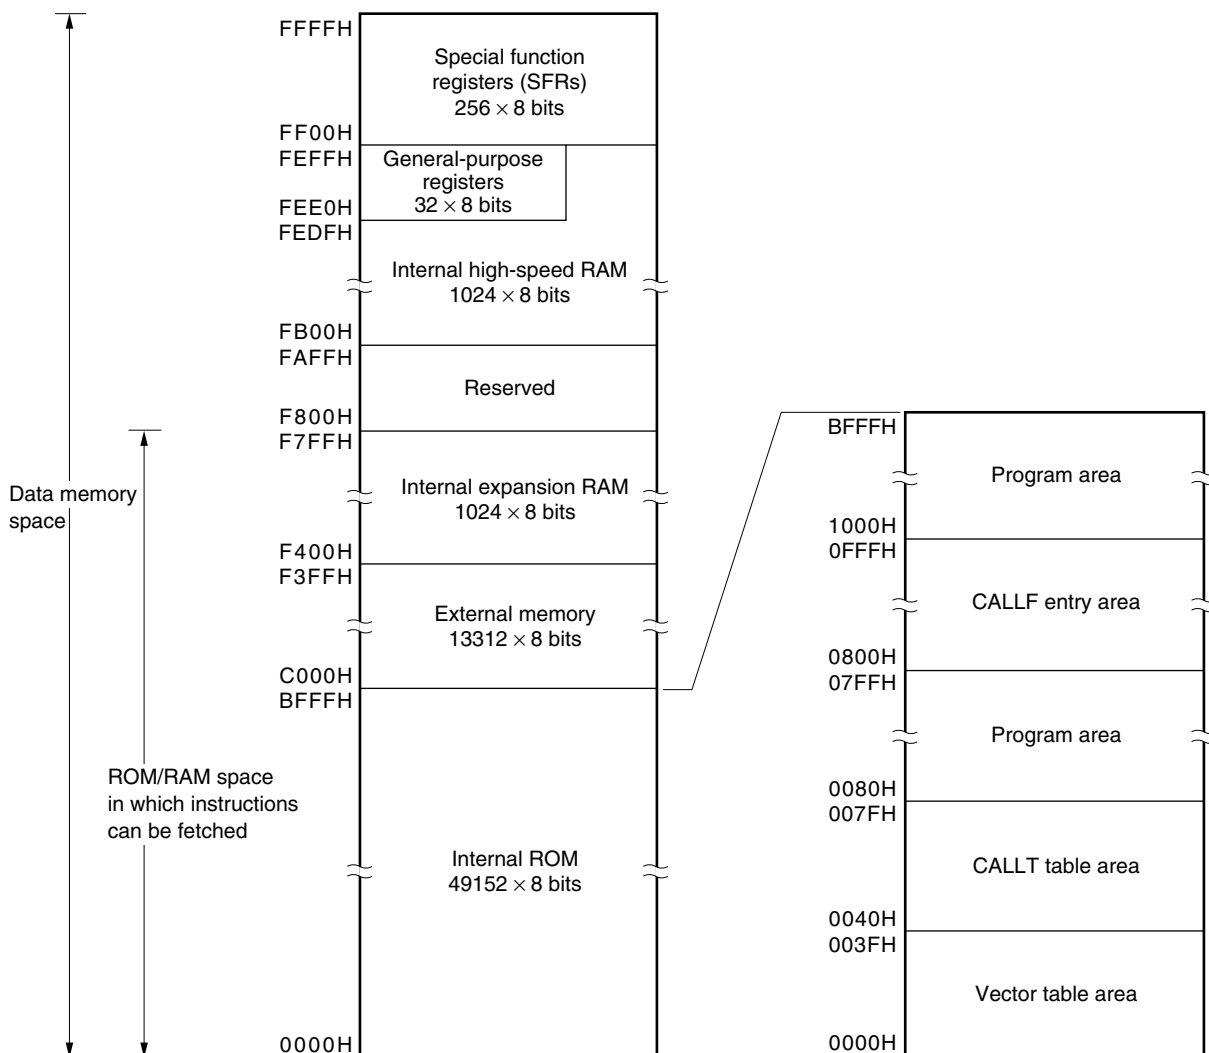 FFFFH
Special function
registers (SFRs)
256 × 8 bits
FF00H
FEFFH
General-purpose
registers
32 × 8 bits
FEE0H
FEDFH
Internal high-speed RAM
1024 × 8 bits
FB00H
FAFFH
Reserved
F800H
F7FFH
Data memory
space
Internal expansion RAM
1024 × 8 bits
F400H
F3FFH
External memory
13312 × 8 bits
C000H
BFFFH
ROM/RAM space
in which instructions
can be fetched
Internal ROM
49152 × 8 bits
0000H
BFFFH
Program area
1000H
0FFFH
CALLF entry area
0800H
07FFH
Program area
0080H
007FH
CALLT table area
0040H
003FH
Vector table area
0000H